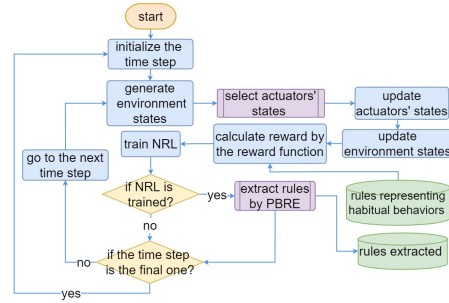 start
initialize the
time step
generate
environment
states
select actuators'
states
update
actuators' states
train NRL
calculate reward by
the reward function
update
environment states
go to the next
time step
if NRL is
trained?
yes
extract rules
by PBRE
rules representing
habitual behaviors
no
if the time step
is the final one?
no
rules extracted
yes